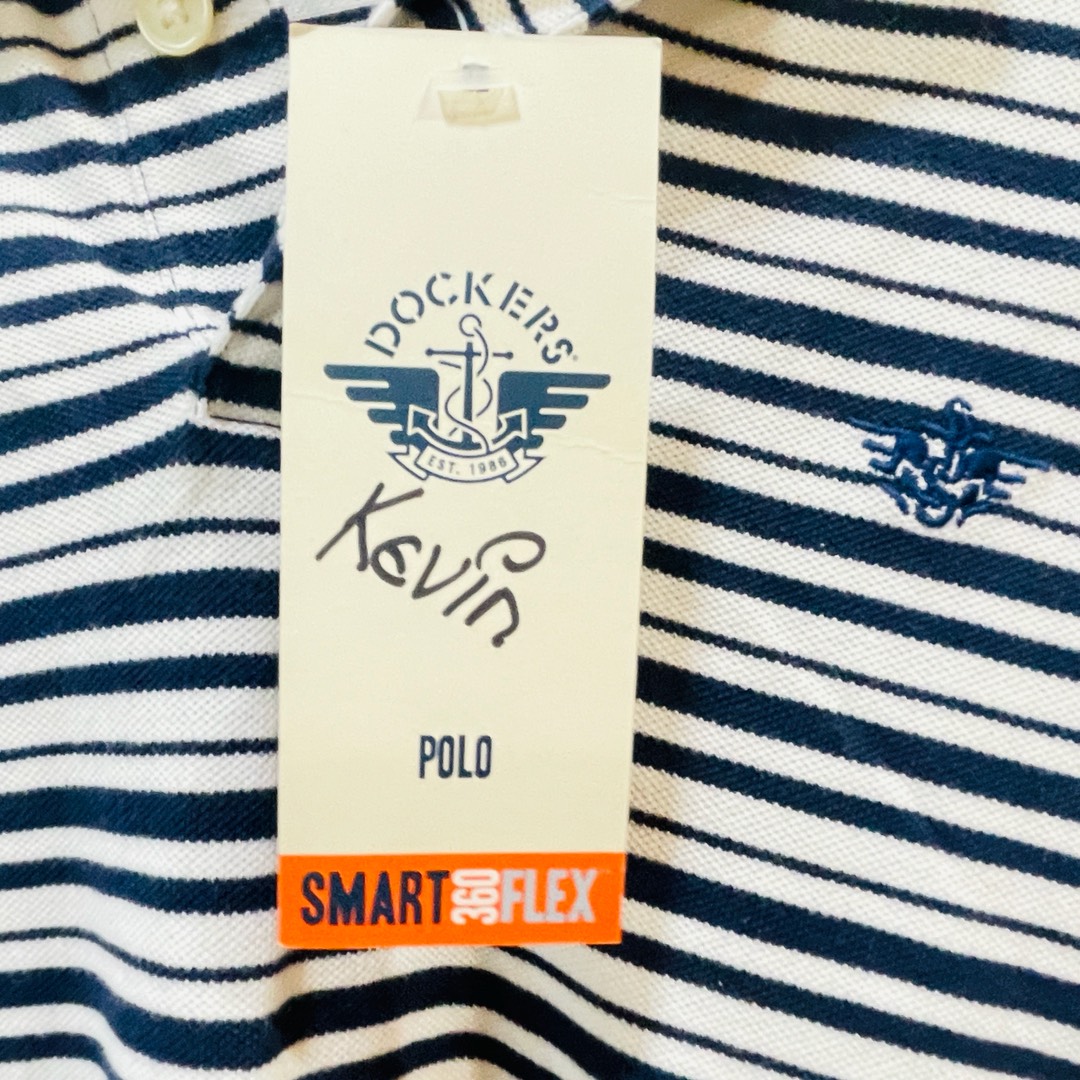 DOCKERS®
EST. 1986
Kevin
POLO
SMART 360 FLEX